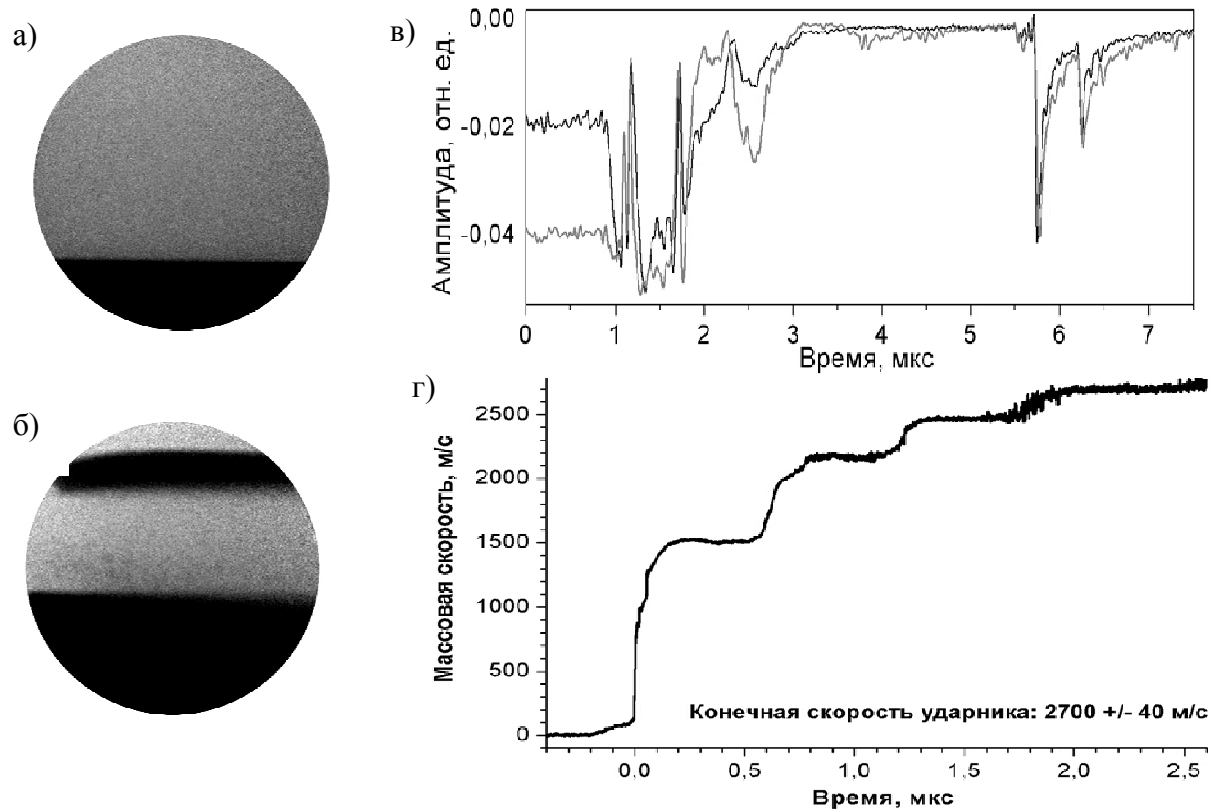 а)
б)
в)
0,00
-0,02
-0,04
Амплитуда, отн. ед.
0 1 2 3 4 5 6 7
Время, мкс
г)
2500
2000
1500
1000
500
0
Массовая скорость, м/с
Конечная скорость ударника: 2700 +/- 40 м/с
0,0 0,5 1,0 1,5 2,0 2,5
Время, мкс